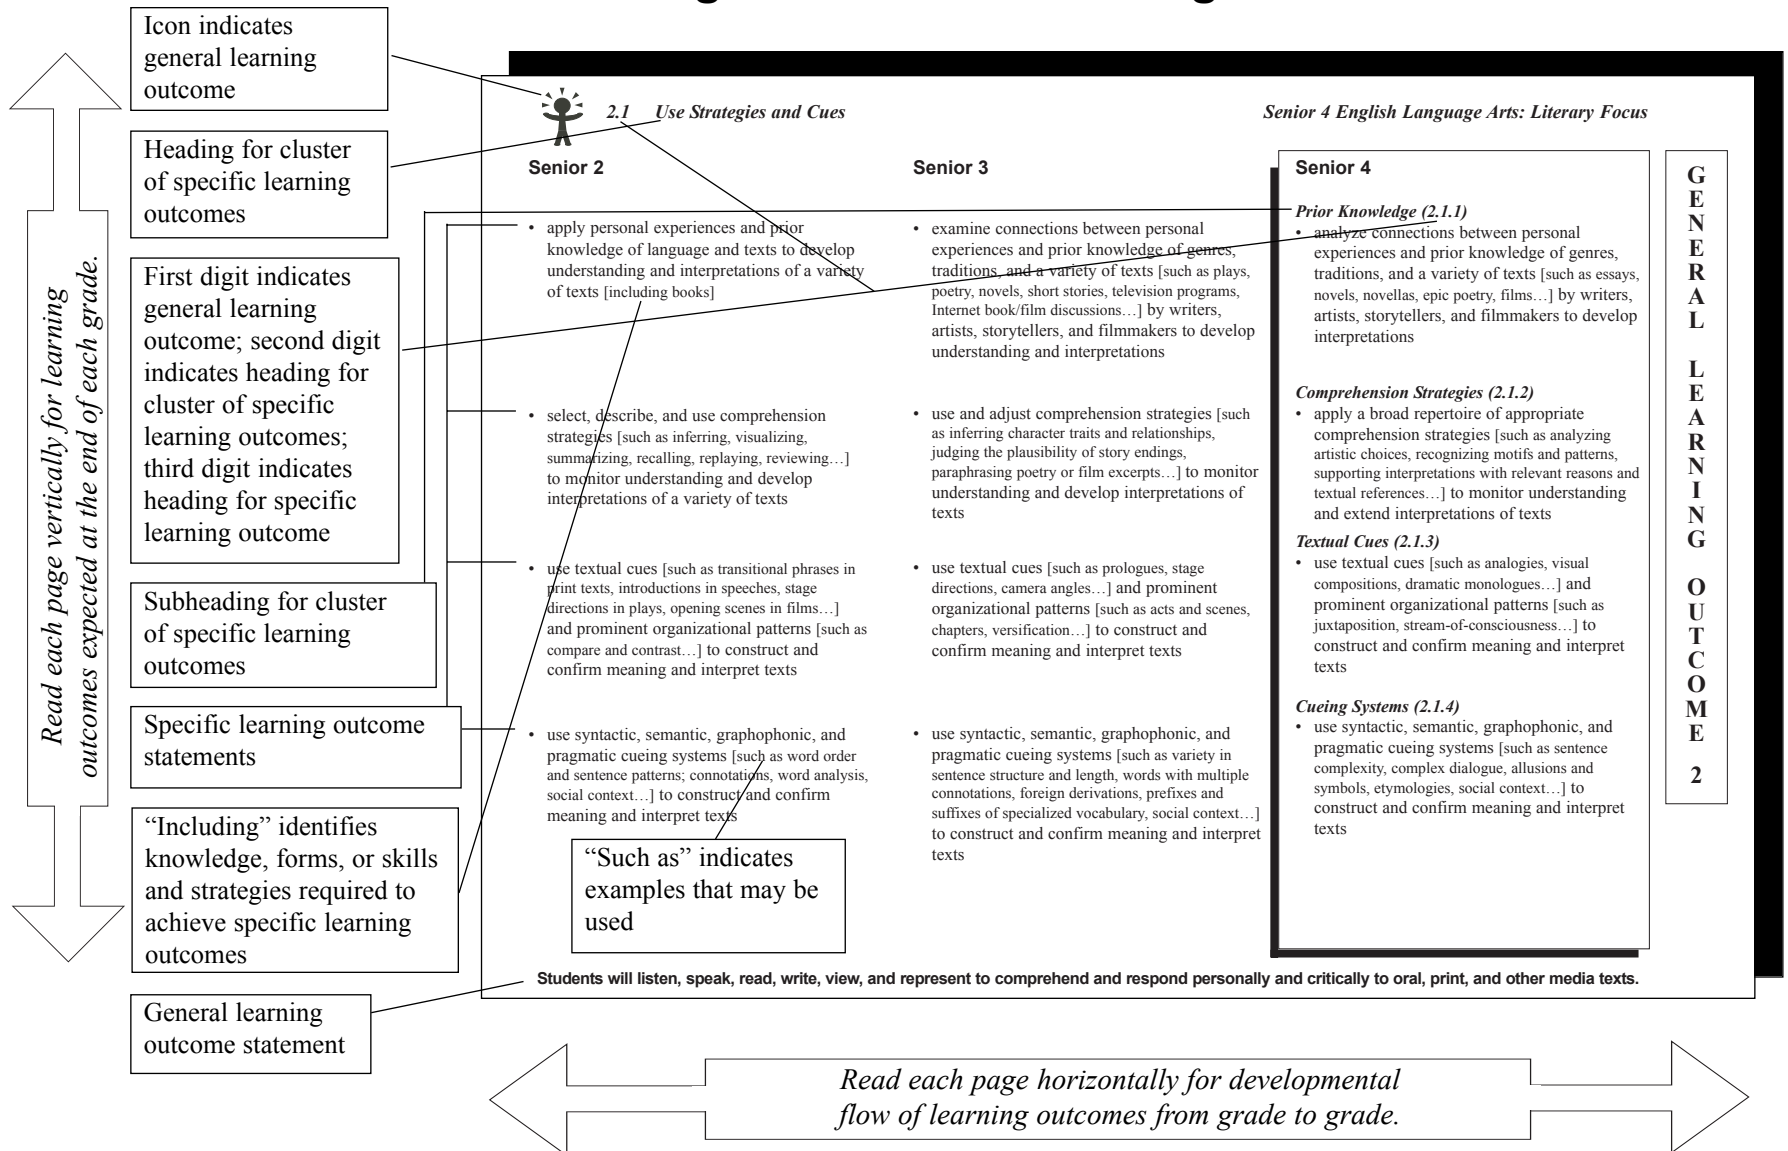 Icon indicates
general learning
outcome
Heading for cluster
of specific learning
outcomes
First digit indicates
general learning
outcome; second digit
indicates heading for
cluster of specific
learning outcomes;
third digit indicates
heading for specific
learning outcome
Subheading for cluster
of specific learning
outcomes
Specific learning outcome
statements
“Including” identifies
knowledge, forms, or skills
and strategies required to
achieve specific learning
outcomes
General learning
outcome statement
Read each page vertically for learning
outcomes expected at the end of each grade.
2.1 Use Strategies and Cues
Senior 4 English Language Arts: Literary Focus
Senior 2
• apply personal experiences and prior
knowledge of language and texts to develop
understanding and interpretations of a variety
of texts [including books]
• select, describe, and use comprehension
strategies [such as inferring, visualizing,
summarizing, recalling, replaying, reviewing…]
to monitor understanding and develop
interpretations of a variety of texts
• use textual cues [such as transitional phrases in
print texts, introductions in speeches, stage
directions in plays, opening scenes in films…]
and prominent organizational patterns [such as
compare and contrast…] to construct and
confirm meaning and interpret texts
• use syntactic, semantic, graphophonic, and
pragmatic cueing systems [such as word order
and sentence patterns; connotations, word analysis,
social context…] to construct and confirm
meaning and interpret texts
“Such as” indicates
examples that may be
used
Senior 3
• examine connections between personal
experiences and prior knowledge of genres,
traditions, and a variety of texts [such as plays,
poetry, novels, short stories, television programs,
Internet book/film discussions…] by writers,
artists, storytellers, and filmmakers to develop
understanding and interpretations
• use and adjust comprehension strategies [such
as inferring character traits and relationships,
judging the plausibility of story endings,
paraphrasing poetry or film excerpts…] to monitor
understanding and develop interpretations of
texts
• use textual cues [such as prologues, stage
directions, camera angles…] and prominent
organizational patterns [such as acts and scenes,
chapters, versification…] to construct and
confirm meaning and interpret texts
• use syntactic, semantic, graphophonic, and
pragmatic cueing systems [such as variety in
sentence structure and length, words with multiple
connotations, foreign derivations, prefixes and
suffixes of specialized vocabulary, social context…]
to construct and confirm meaning and interpret
texts
Senior 4
Prior Knowledge (2.1.1)
• analyze connections between personal
experiences and prior knowledge of genres,
traditions, and a variety of texts [such as essays,
novels, novellas, epic poetry, films…] by writers,
artists, storytellers, and filmmakers to develop
interpretations
Comprehension Strategies (2.1.2)
• apply a broad repertoire of appropriate
comprehension strategies [such as analyzing
artistic choices, recognizing motifs and patterns,
supporting interpretations with relevant reasons and
textual references…] to monitor understanding
and extend interpretations of texts
Textual Cues (2.1.3)
• use textual cues [such as analogies, visual
compositions, dramatic monologues…] and
prominent organizational patterns [such as
juxtaposition, stream-of-consciousness…] to
construct and confirm meaning and interpret
texts
Cueing Systems (2.1.4)
• use syntactic, semantic, graphophonic, and
pragmatic cueing systems [such as sentence
complexity, complex dialogue, allusions and
symbols, etymologies, social context…] to
construct and confirm meaning and interpret
texts
GENERAL LEARNING OUTCOME 2
Students will listen, speak, read, write, view, and represent to comprehend and respond personally and critically to oral, print, and other media texts.
Read each page horizontally for developmental
flow of learning outcomes from grade to grade.